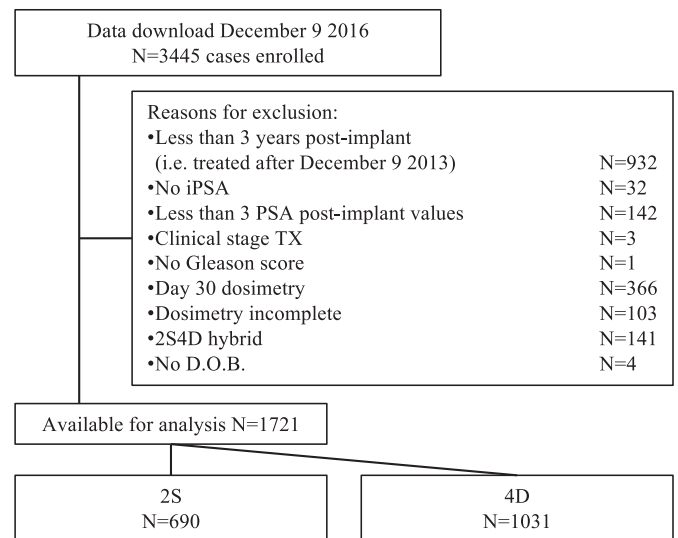 Data download December 9 2016
N=3445 cases enrolled
Reasons for exclusion:
•Less than 3 years post-implant
(i.e. treated after December 9 2013) N=932
•No iPSA N=32
•Less than 3 PSA post-implant values N=142
•Clinical stage TX N=3
•No Gleason score N=1
•Day 30 dosimetry N=366
•Dosimetry incomplete N=103
•2S4D hybrid N=141
•No D.O.B. N=4
Available for analysis N=1721
2S
N=690
4D
N=1031